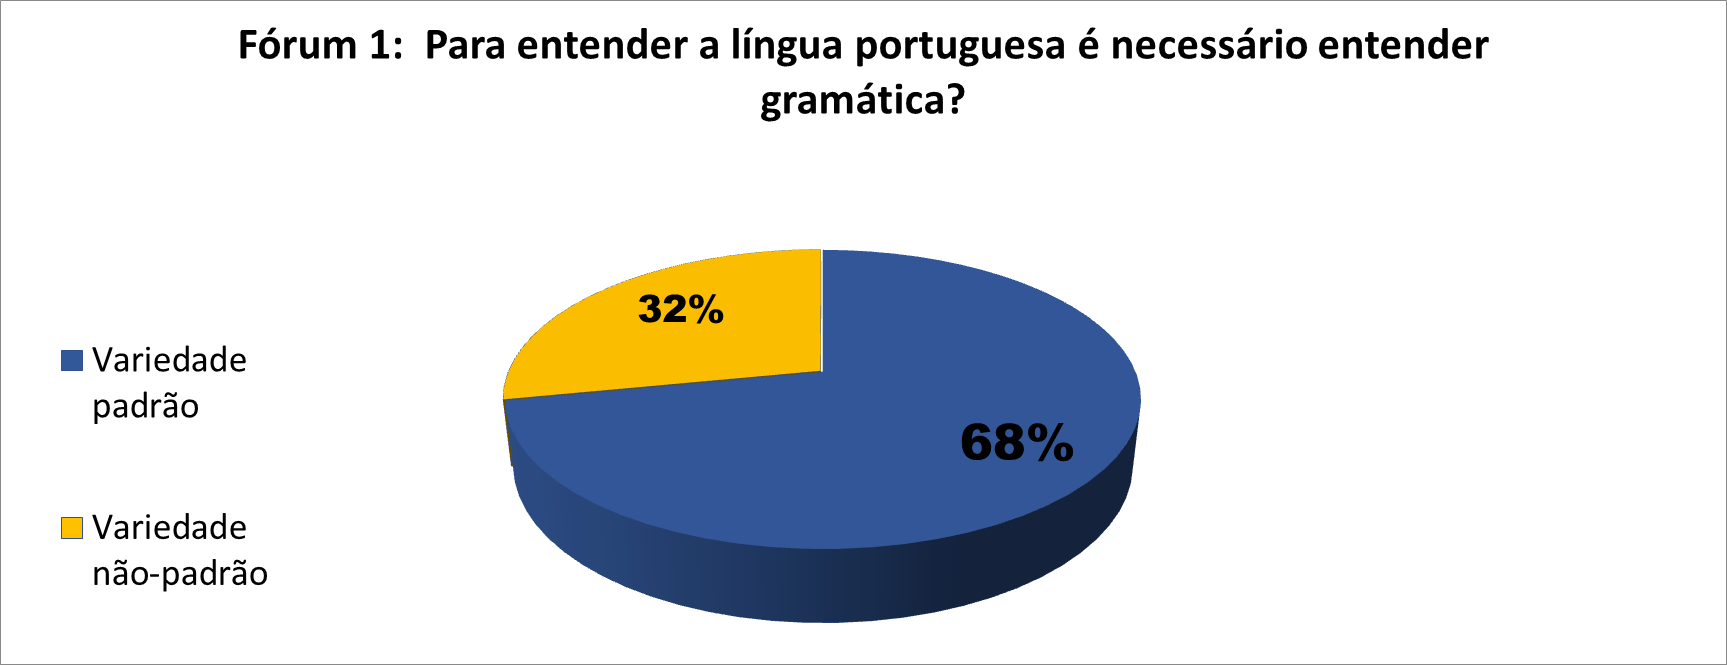 Fórum 1:  Para entender a língua portuguesa é necessário entender
gramática?
32%
68%
Variedade
padrão
Variedade
não-padrão